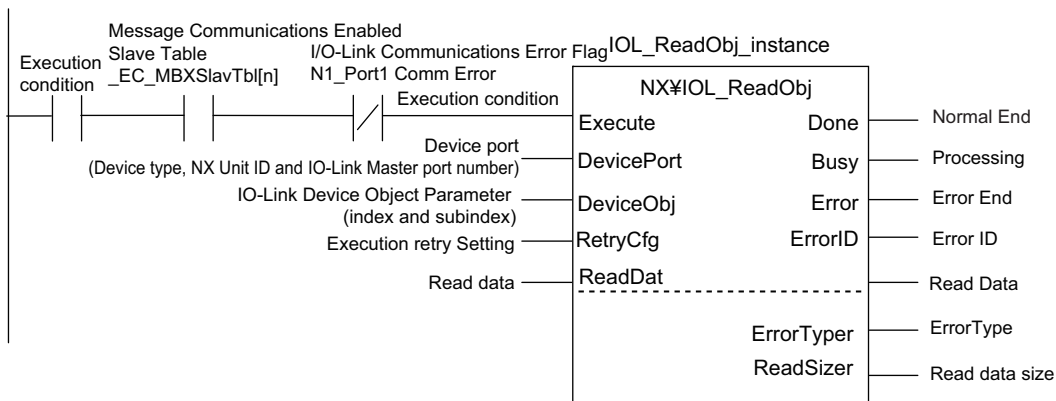 Message Communications Enabled
Slave Table
_EC_MBXSlavTbl[n]
Execution
condition
I/O-Link Communications Error Flag
N1_Port1 Comm Error
IOL_ReadObj_instance
NX¥IOL_ReadObj
Execution condition
Execute
Done
Normal End
Device port
(Device type, NX Unit ID and IO-Link Master port number)
DevicePort
Busy
Processing
IO-Link Device Object Parameter
(index and subindex)
DeviceObj
Error
Error End
Execution retry Setting
RetryCfg
ErrorID
Error ID
Read data
ReadDat
Read Data
ErrorTyper
ErrorType
ReadSizer
Read data size